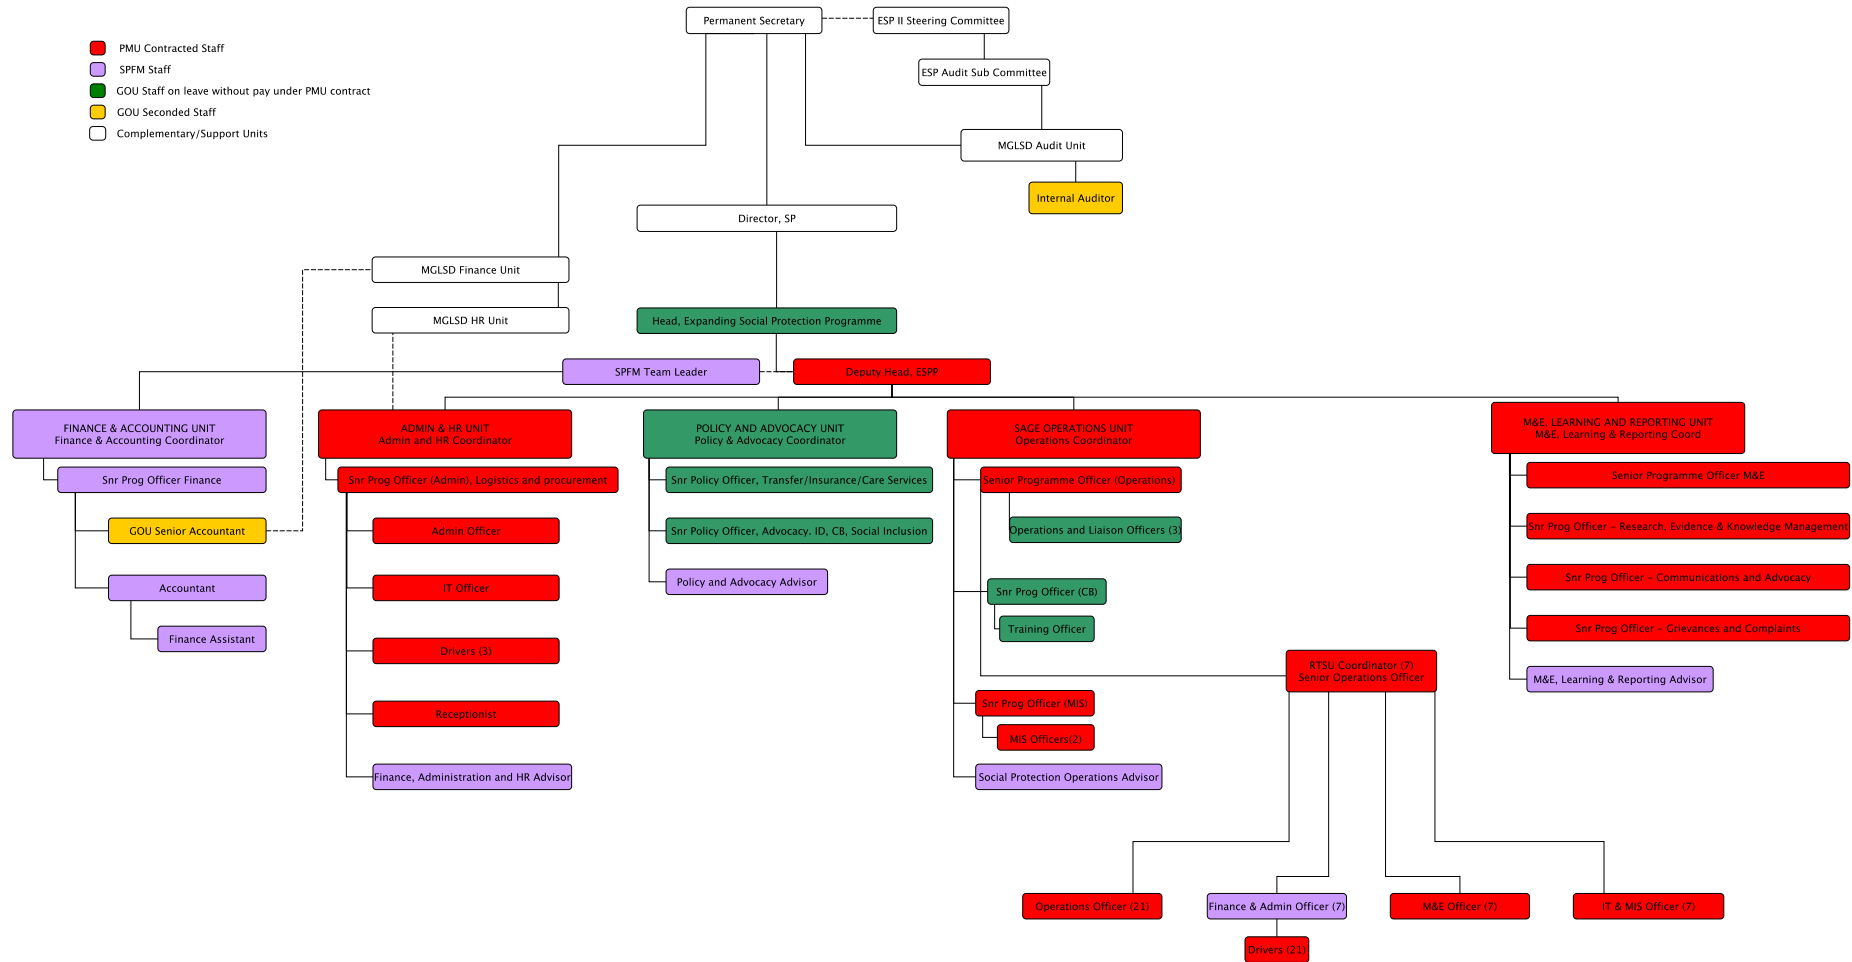 Permanent Secretary
ESP II Steering Committee
PMU Contracted Staff
SPFM Staff
GOU Staff on leave without pay under PMU contract
GOU Seconded Staff
Complementary/Support Units
ESP Audit Sub Committee
MGLSD Audit Unit
Internal Auditor
Director, SP
MGLSD Finance Unit
MGLSD HR Unit
Head, Expanding Social Protection Programme
SPFM Team Leader
Deputy Head, ESPP
FINANCE & ACCOUNTING UNIT
Finance & Accounting Coordinator
Snr Prog Officer Finance
GOU Senior Accountant
Accountant
Finance Assistant
ADMIN & HR UNIT
Admin and HR Coordinator
Snr Prog Officer (Admin), Logistics and procurement
Admin Officer
IT Officer
Drivers (3)
Receptionist
Finance, Administration and HR Advisor
POLICY AND ADVOCACY UNIT
Policy & Advocacy Coordinator
Snr Policy Officer, Transfer/Insurance/Care Services
Snr Policy Officer, Advocacy. ID, CB, Social Inclusion
Policy and Advocacy Advisor
SAGE OPERATIONS UNIT
Operations Coordinator
Senior Programme Officer (Operations)
Operations and Liaison Officers (3)
Snr Prog Officer (CB)
Training Officer
Snr Prog Officer (MIS)
MIS Officers(2)
Social Protection Operations Advisor
RTSU Coordinator (7)
Senior Operations Officer
Operations Officer (21)
Finance & Admin Officer (7)
Drivers (21)
M&E Officer (7)
IT & MIS Officer (7)
M&E, LEARNING AND REPORTING UNIT
M&E, Learning & Reporting Coord
Senior Programme Officer M&E
Snr Prog Officer – Research, Evidence & Knowledge Management
Snr Prog Officer – Communications and Advocacy
Snr Prog Officer – Grievances and Complaints
M&E, Learning & Reporting Advisor